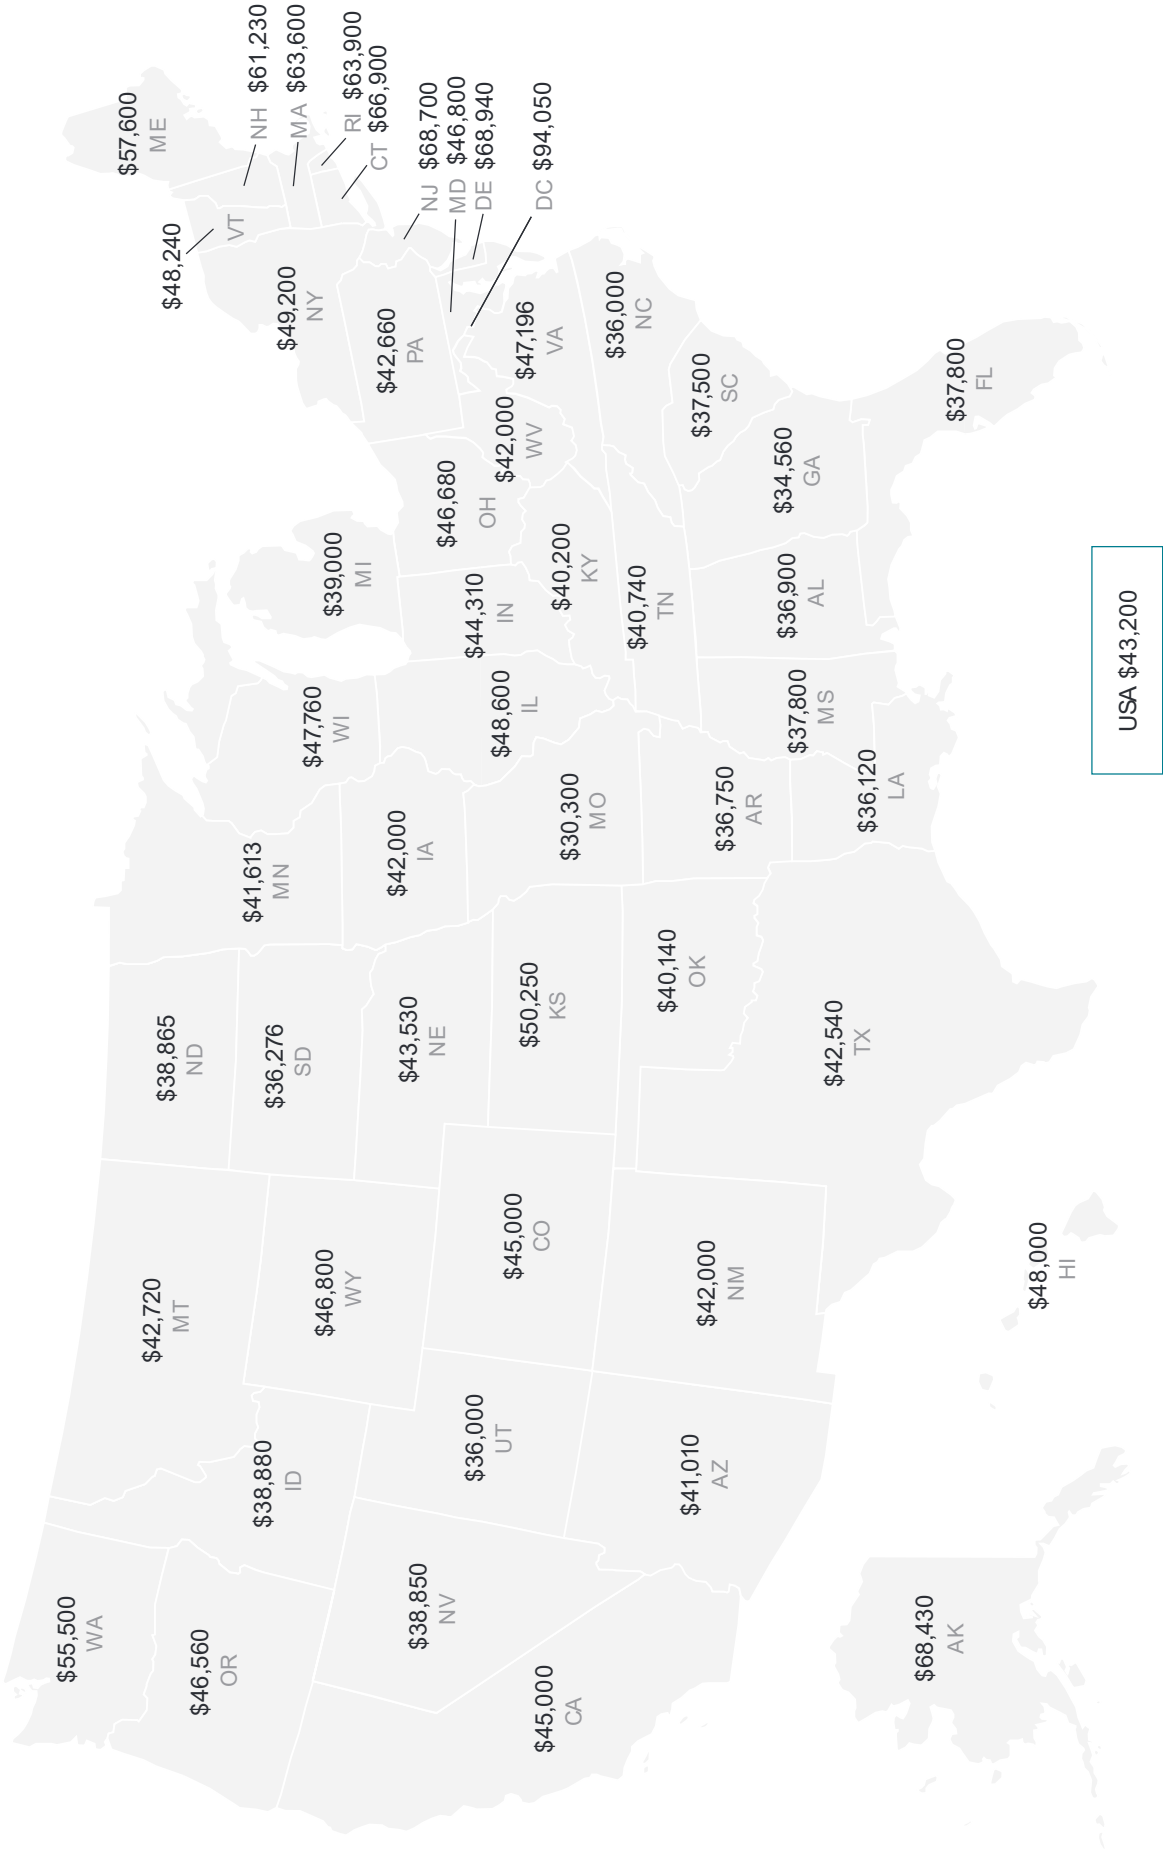 $55,500
WA
$46,560
OR
$45,000
CA
$38,850
NV
$38,880
ID
$42,720
MT
$46,800
WY
$36,000
UT
$41,010
AZ
$45,000
CO
$42,000
NM
$38,865
ND
$36,276
SD
$43,530
NE
$50,250
KS
$40,140
OK
$42,540
TX
$41,613
MN
$42,000
IA
$30,300
MO
$36,750
AR
$36,120
LA
$47,760
WI
$48,600
IL
$39,000
MI
$44,310
IN
$46,680
OH
$40,200
KY
$40,740
TN
$37,800
MS
$36,900
AL
$34,560
GA
$37,800
FL
$37,500
SC
$36,000
NC
$47,196
VA
$42,000
WV
$42,660
PA
$49,200
NY
$48,240
VT
$57,600
ME
NH $61,230
MA $63,600
RI $63,900
CT $66,900
NJ $68,700
MD $46,800
DE $68,940
DC $94,050
$68,430
AK
$48,000
HI
USA $43,200